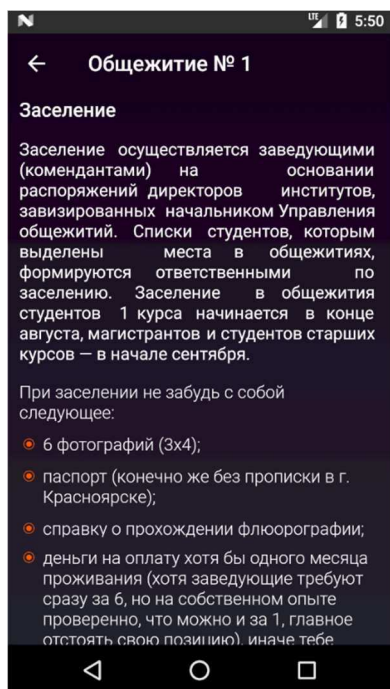 LTE 5:50
Общежитие № 1
Заселение
Заселение осуществляется заведующими
(комендантами) на основании
распоряжений директоров институтов,
завизированных начальником Управления
общежитий. Списки студентов, которым
выделены места в общежитиях,
формируются ответственными по
заселению. Заселение в общежития
студентов 1 курса начинается в конце
августа, магистрантов и студентов старших
курсов — в начале сентября.
При заселении не забудь с собой
следующее:
6 фотографий (3х4);
паспорт (конечно же без прописки в г.
Красноярске);
справку о прохождении флюорографии;
деньги на оплату хотя бы одного месяца
проживания (хотя заведующие требуют
сразу за 6, но на собственном опыте
проверенно, что можно и за 1, главное
отстоять свою позицию), иначе тебе